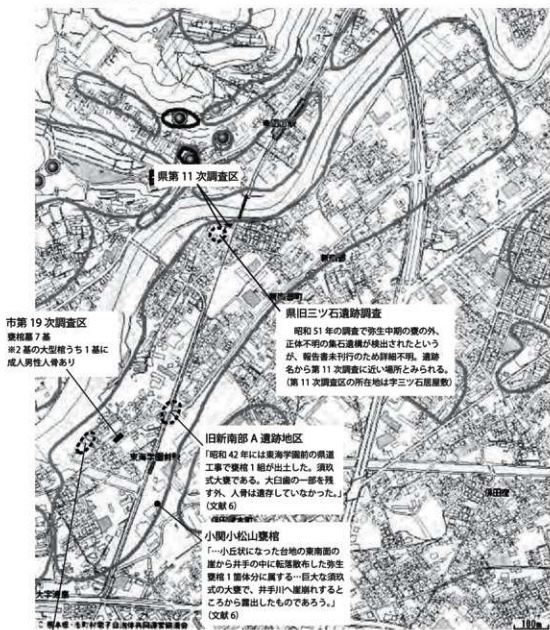 県第 11 次調査区
県旧三ツ石遺跡調査
昭和 51 年の調査で弥生中期の甕の外、
正体不明の集石遺構が検出されたという
が、報告書未刊行のため詳細不明。遺跡
名から第 11 次調査に近い場所とみられる。
(第 11 次調査区の所在地は字三ツ石居屋敷)
市第 19 次調査区
甕棺墓 7 基
※2 基の大型棺うち 1 基に
成人男性人骨あり
旧新南部 A 遺跡地区
「昭和 42 年には東海学園前の県道
工事で甕棺 1 組が出土した。須玖
式大甕である。大臼歯の一部を残
す外、人骨は遺存していなかった。」
(文献 6)
東海学園前
小関小松山甕棺
「…小丘状になった台地の東南面の
崖から井手の中に転落散布した弥生
甕棺 1 箇体分に属する…巨大な須玖
式の大甕で、井手川へ崖崩れすると
ころから露出したものであろう。」
(文献 6)
100m